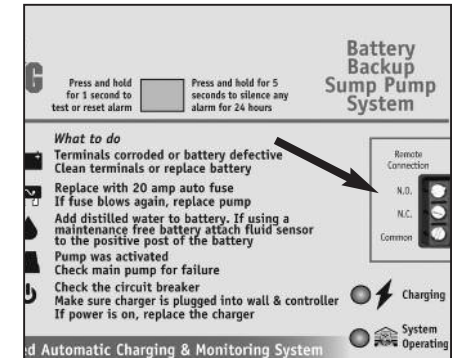 G
Press and hold
for 1 second to
test or reset alarm
Press and hold for 5
seconds to silence any
alarm for 24 hours
Battery
Backup
Sump Pump
System
What to do
Terminals corroded or battery defective
Clean terminals or replace battery
Replace with 20 amp auto fuse
If fuse blows again, replace pump
Add distilled water to battery. If using a
maintenance free battery attach fluid sensor
to the positive post of the battery
Pump was activated
Check main pump for failure
Check the circuit breaker
Make sure charger is plugged into wall & controller
If power is on, replace the charger
Remote
Connection
N.O.
N.C.
Common
Charging
System
Operating
ed Automatic Charging & Monitoring System